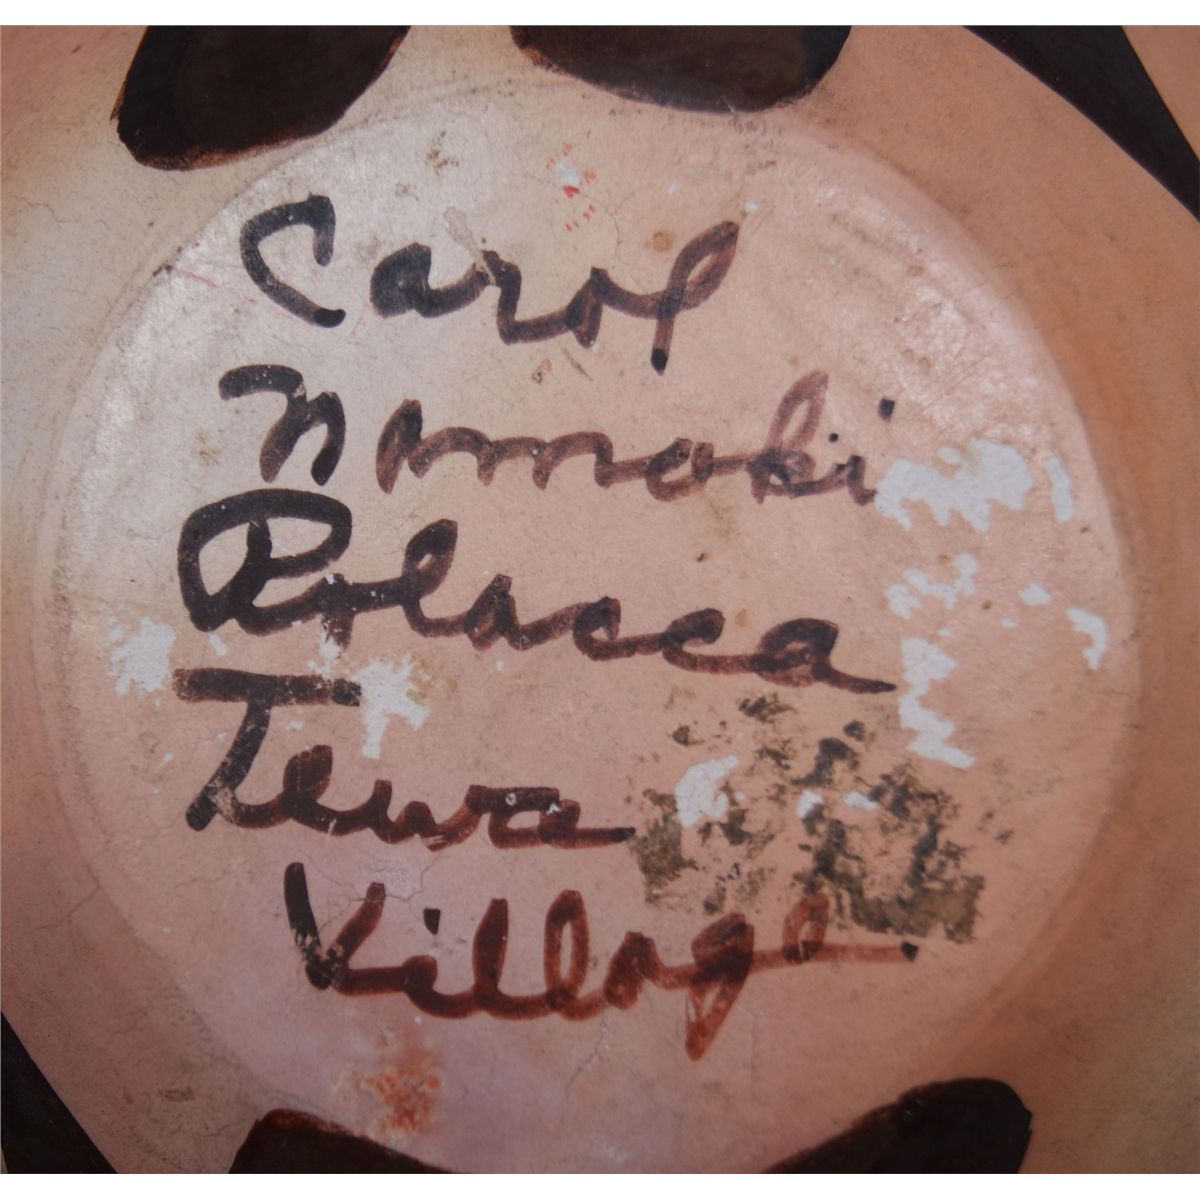 Carol
Namoki
Polacca
Tewa
Village